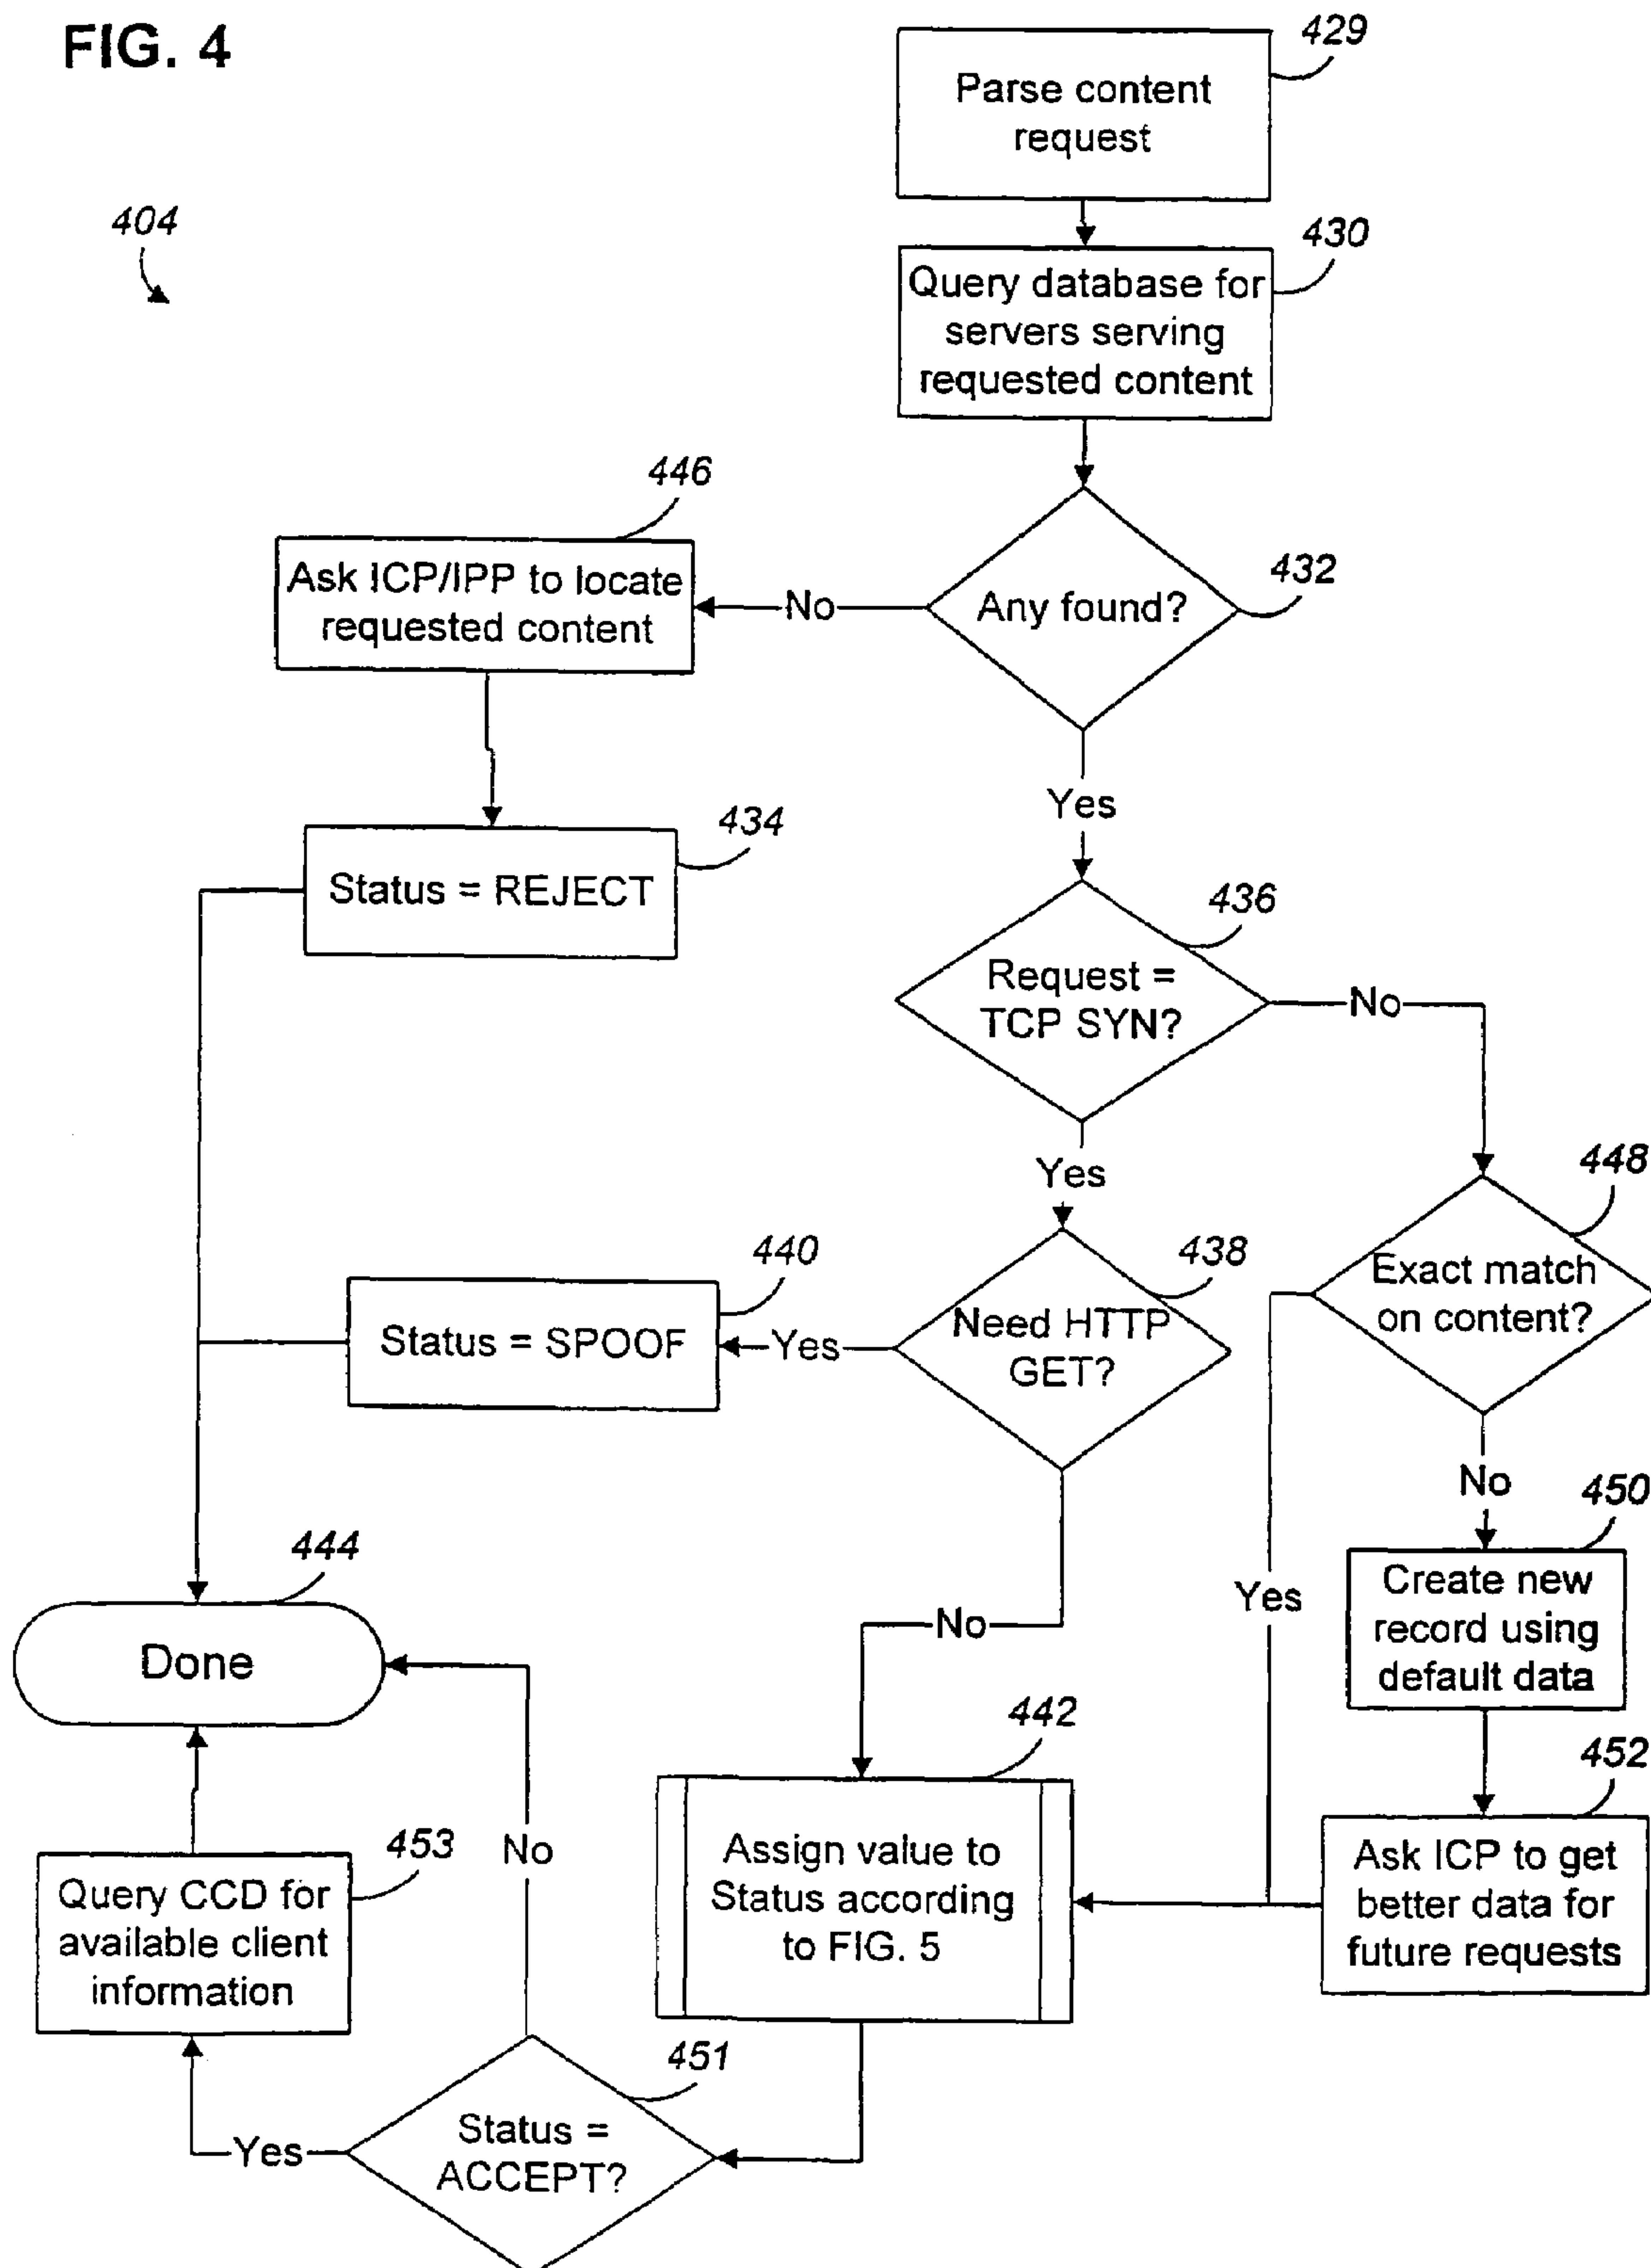 FIG. 4
429
Parse content
request
404
430
Query database for
servers serving
requested content
446
Ask ICP/IPP to locate
requested content
No
Any found?
432
Yes
434
Status = REJECT
436
Request =
TCP SYN?
No
Yes
448
Exact match
on content?
440
Status = SPOOF
Yes
438
Need HTTP
GET?
No
450
Create new
record using
default data
Yes
No
444
Done
442
Assign value to
Status according
to FIG. 5
452
Ask ICP to get
better data for
future requests
No
453
Query CCD for
available client
information
451
Status =
ACCEPT?
Yes